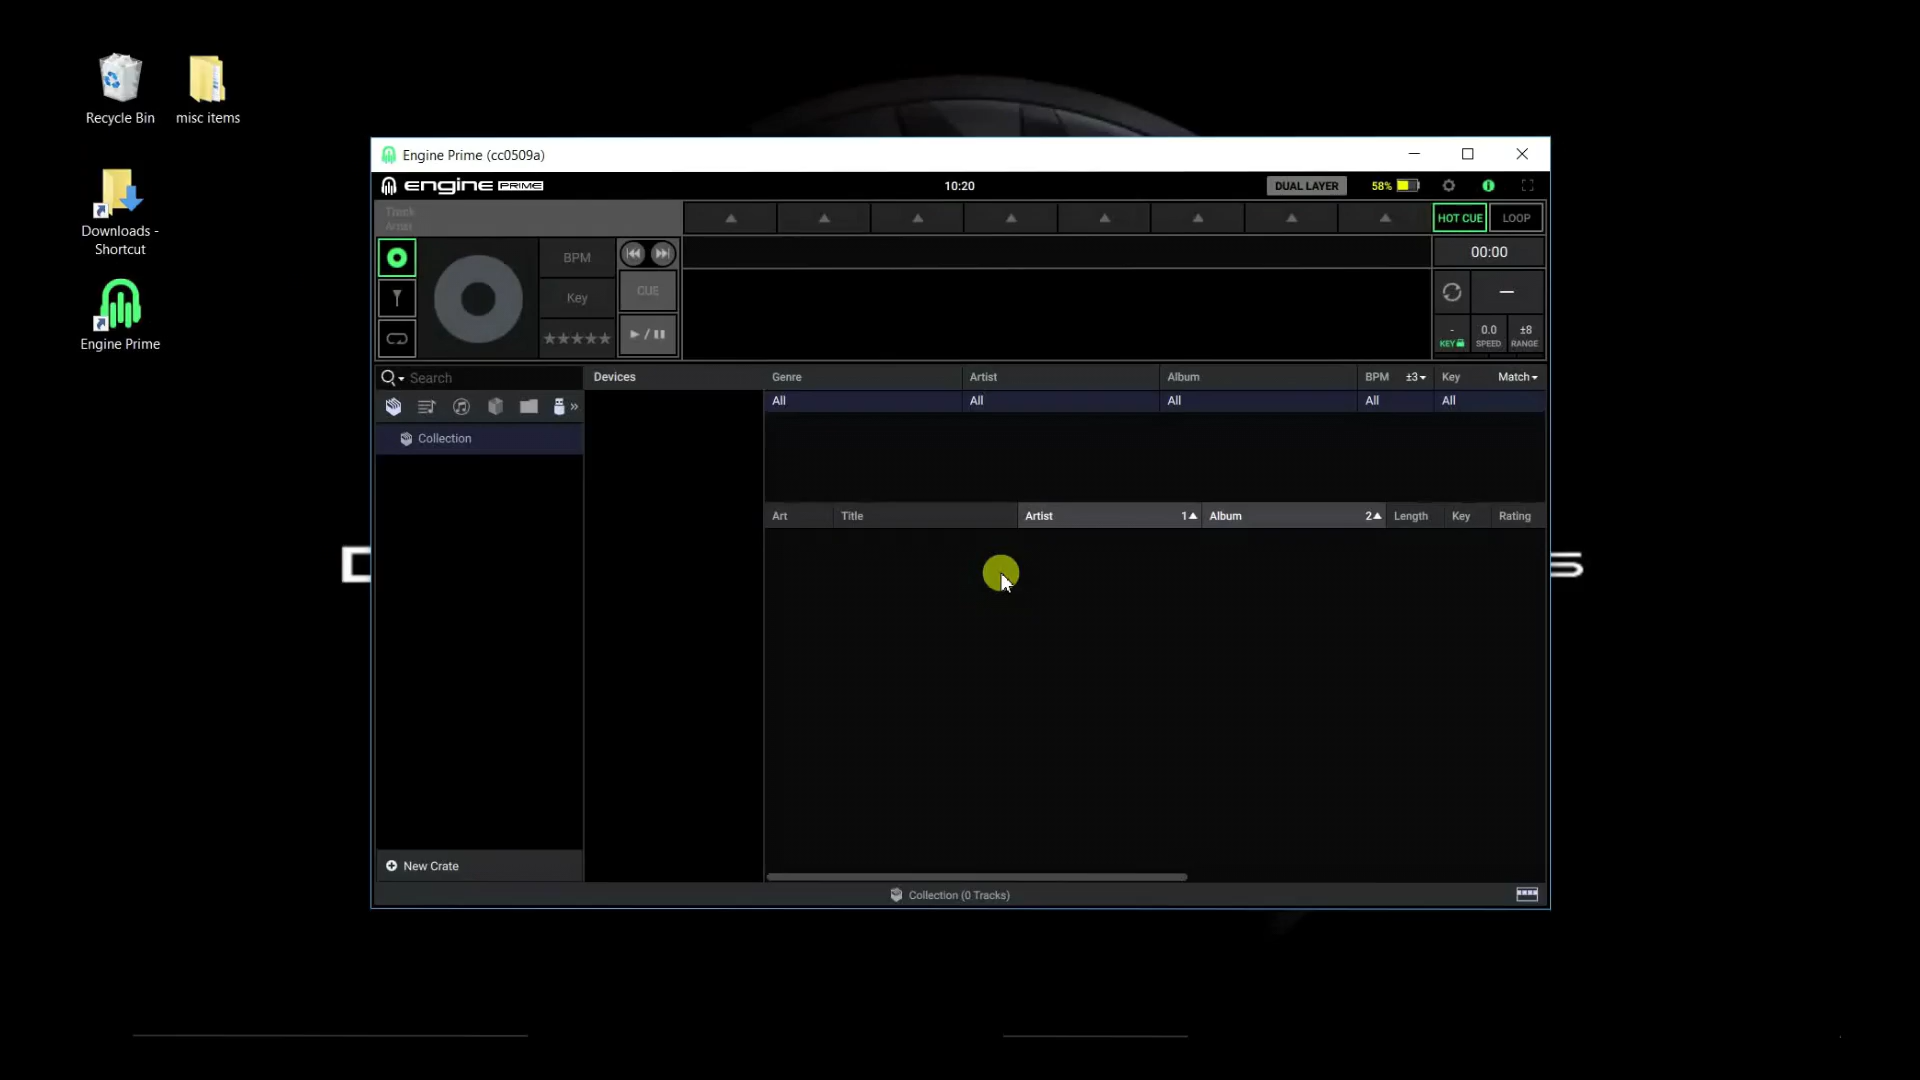 Recycle Bin
misc items
Downloads -
Shortcut
Engine Prime
Engine Prime (cc0509a)
engine PRIME
10:20
DUAL LAYER
58%
Track
Artist
HOT CUE
LOOP
BPM
00:00
Key
CUE
-
0.0
±8
KEY
SPEED
RANGE
Search
Devices
Genre
Artist
Album
BPM
±3
Key
Match
All
All
All
All
All
Collection
Art
Title
Artist
1
Album
2
Length
Key
Rating
New Crate
Collection (0 Tracks)